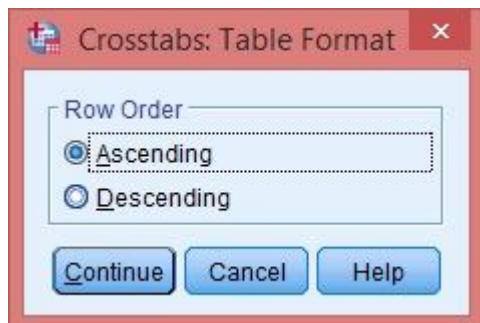 Crosstabs: Table Format
Row Order
Ascending
Descending
Continue Cancel Help